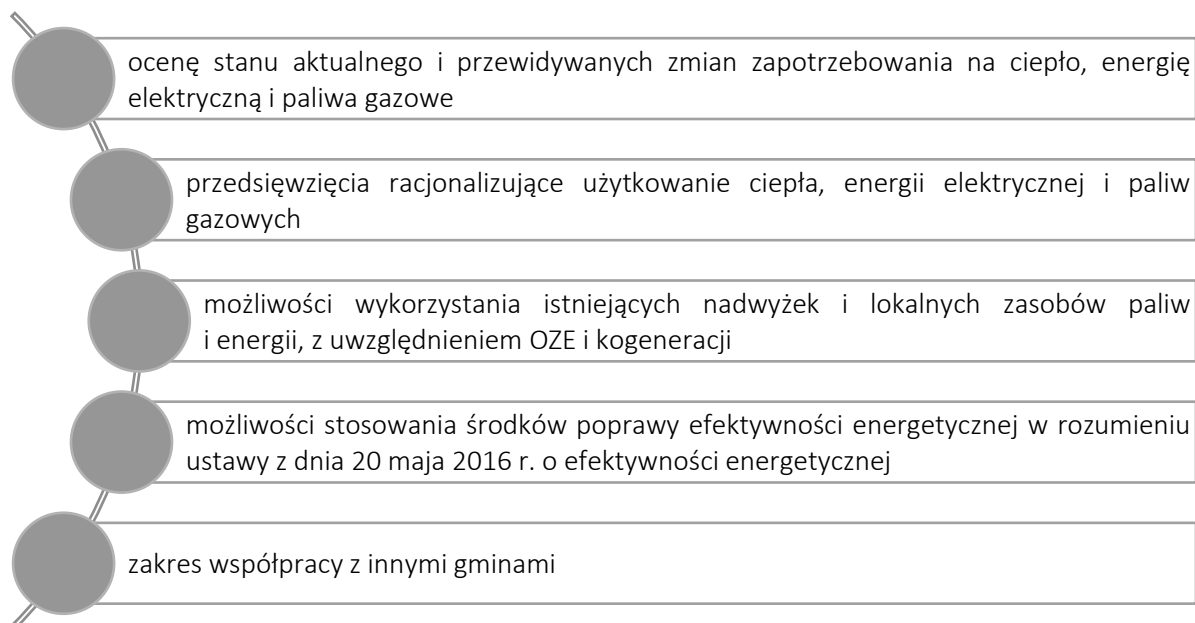 ocenę stanu aktualnego i przewidywanych zmian zapotrzebowania na ciepło, energię
elektryczną i paliwa gazowe
przedsięwzięcia racjonalizujące użytkowanie ciepła, energii elektrycznej i paliw
gazowych
możliwości wykorzystania istniejących nadwyżek i lokalnych zasobów paliw
i energii, z uwzględnieniem OZE i kogeneracji
możliwości stosowania środków poprawy efektywności energetycznej w rozumieniu
ustawy z dnia 20 maja 2016 r. o efektywności energetycznej
zakres współpracy z innymi gminami